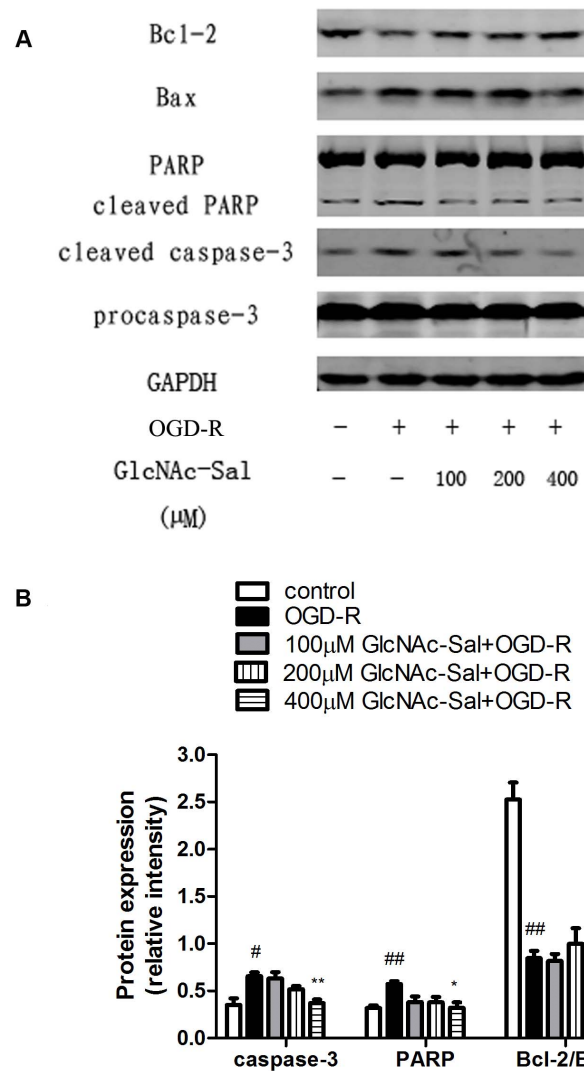 A
Bcl-2
Bax
PARP
cleaved PARP
cleaved caspase-3
procaspase-3
GAPDH
OGD-R − + + + +
GlcNAc-Sal − − 100 200 400
(μM)
B
control
OGD-R
100μM GlcNAc-Sal+OGD-R
200μM GlcNAc-Sal+OGD-R
400μM GlcNAc-Sal+OGD-R
Protein expression
(relative intensity)
3.0
2.5
2.0
1.5
1.0
0.5
0.0
# ** ## * ##
caspase-3 PARP Bcl-2/B